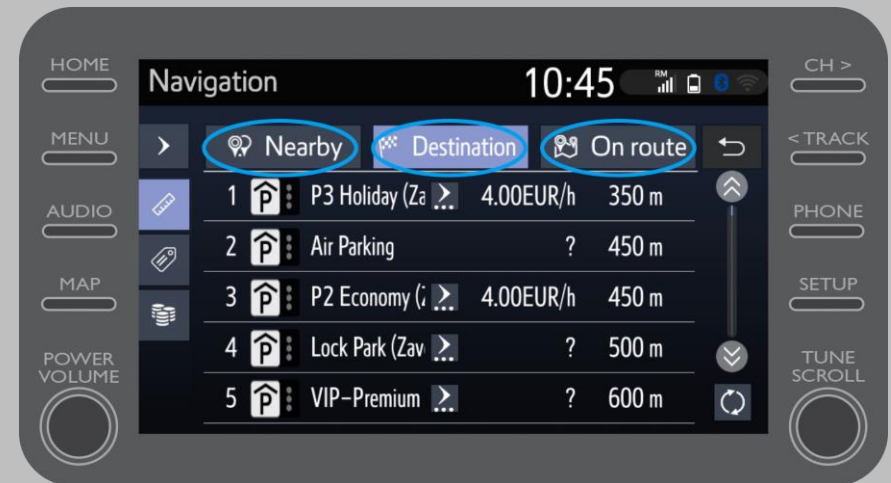 HOME
MENU
AUDIO
MAP
POWER
VOLUME
Navigation 10:45 RM
Nearby Destination On route
1 P P3 Holiday (Za 4.00EUR/h 350 m
2 P Air Parking ? 450 m
3 P P2 Economy ( 4.00EUR/h 450 m
4 P Lock Park (Zav ? 500 m
5 P VIP-Premium ? 600 m
CH >
< TRACK
PHONE
SETUP
TUNE
SCROLL